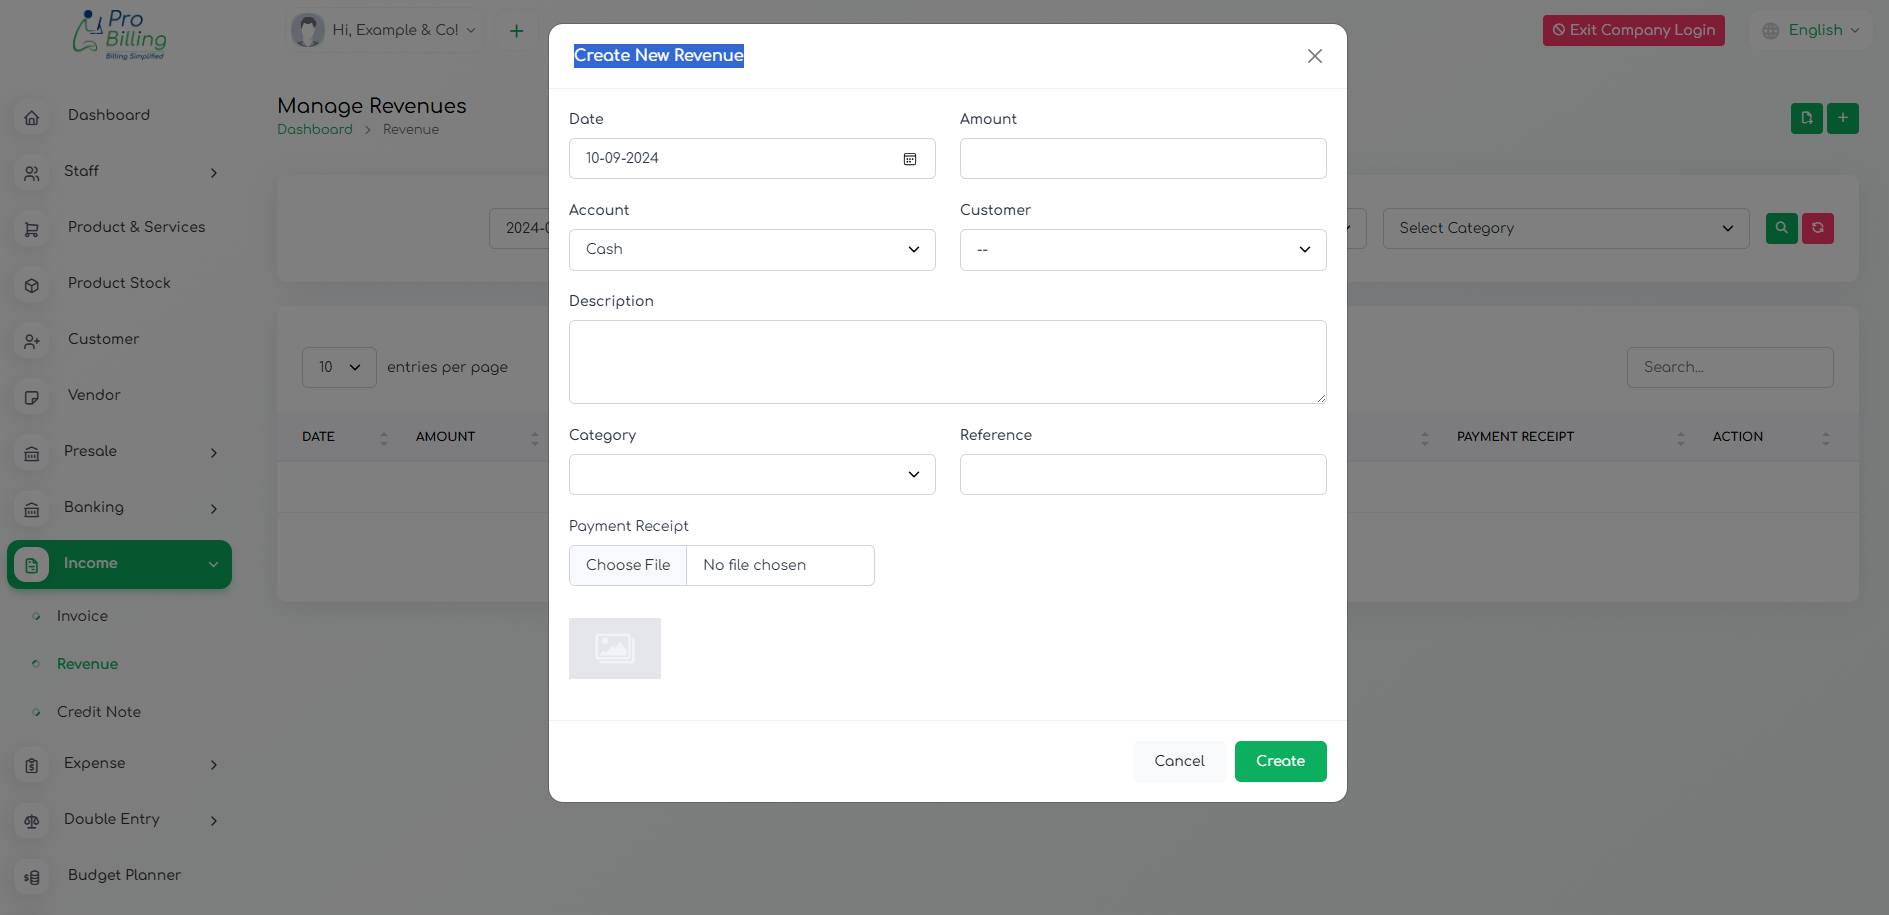 Pro
Billing
Billing Simplified
Hi, Example & Co!
Exit Company Login
English
Dashboard
Staff
Product & Services
Product Stock
Customer
Vendor
Presale
Banking
Income
Invoice
Revenue
Credit Note
Expense
Double Entry
Budget Planner
Manage Revenues
Dashboard > Revenue
2024-0
Select Category
10 entries per page
Search...
DATE AMOUNT PAYMENT RECEIPT ACTION
Create New Revenue
Date Amount
10-09-2024
Account Customer
Cash --
Description
Category Reference
Payment Receipt
Choose File No file chosen
Cancel Create